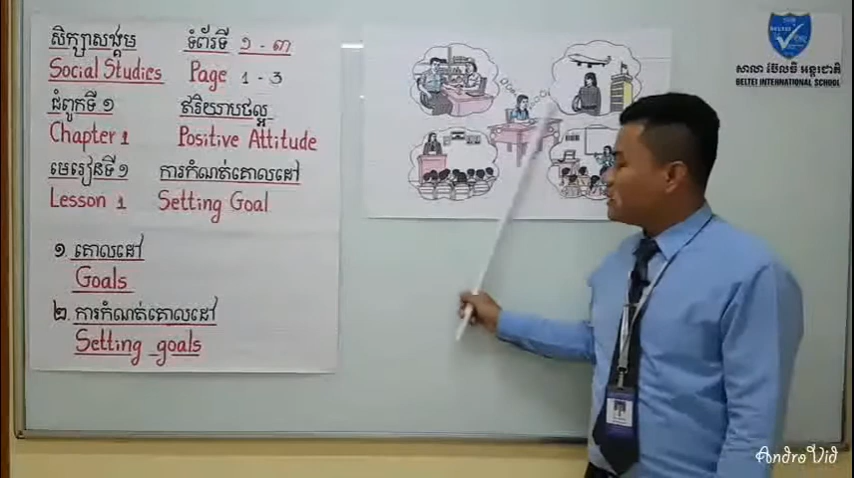 សិក្សាសង្គម ទំព័រទី ១ - ៣
Social Studies Page 1 - 3
ជំពូកទី ១ ឥរិយាបថល្អ
Chapter 1 Positive Attitude
មេរៀនទី ១ ការកំណត់គោលដៅ
Lesson 1 Setting Goal
១ គោលដៅ
Goals
២. ការកំណត់គោលដៅ
Setting goals
BELTEI
សាលា ប៊ែលធី អន្តរជាតិ
BELTEI INTERNATIONAL SCHOOL
AndroVid